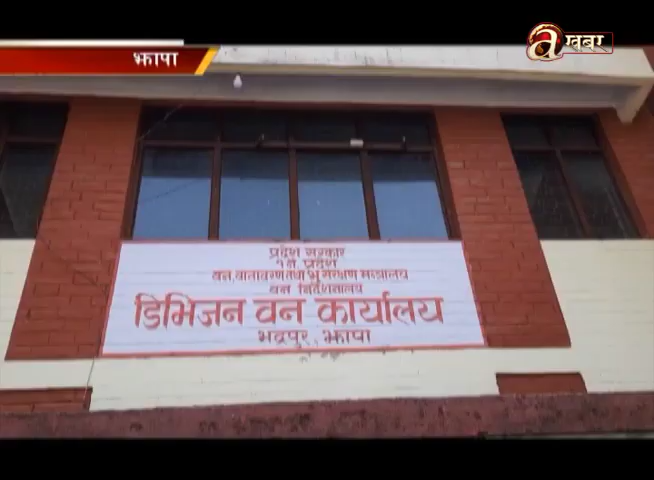 झापा
a खबर
प्रदेश सरकार
१ नं. प्रदेश
वन, वातावरण तथा भू संरक्षण मन्त्रालय
वन निर्देशनालय
डिभिजन वन कार्यालय
भद्रपुर, झापा